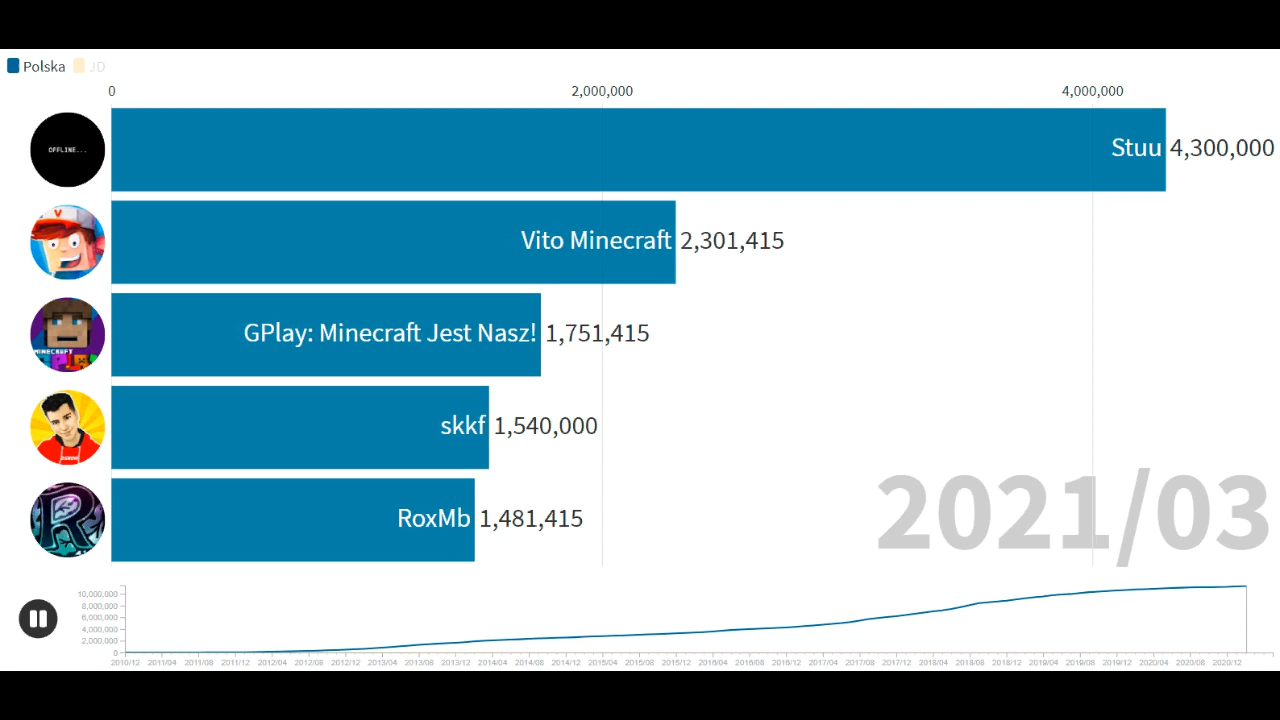 Polska JD
0 2,000,000 4,000,000
OFFLINE...
Stuu 4,300,000
V
Vito Minecraft 2,301,415
GPlay: Minecraft Jest Nasz! 1,751,415
MINECRAFT
skkf 1,540,000
R
RoxMb 1,481,415
2021/03
10,000,000
8,000,000
6,000,000
4,000,000
2,000,000
0
2010/12 2011/04 2011/08 2011/12 2012/04 2012/08 2012/12 2013/04 2013/08 2013/12 2014/04 2014/08 2014/12 2015/04 2015/08 2015/12 2016/04 2016/08 2016/12 2017/04 2017/08 2017/12 2018/04 2018/08 2018/12 2019/04 2019/08 2019/12 2020/04 2020/08 2020/12